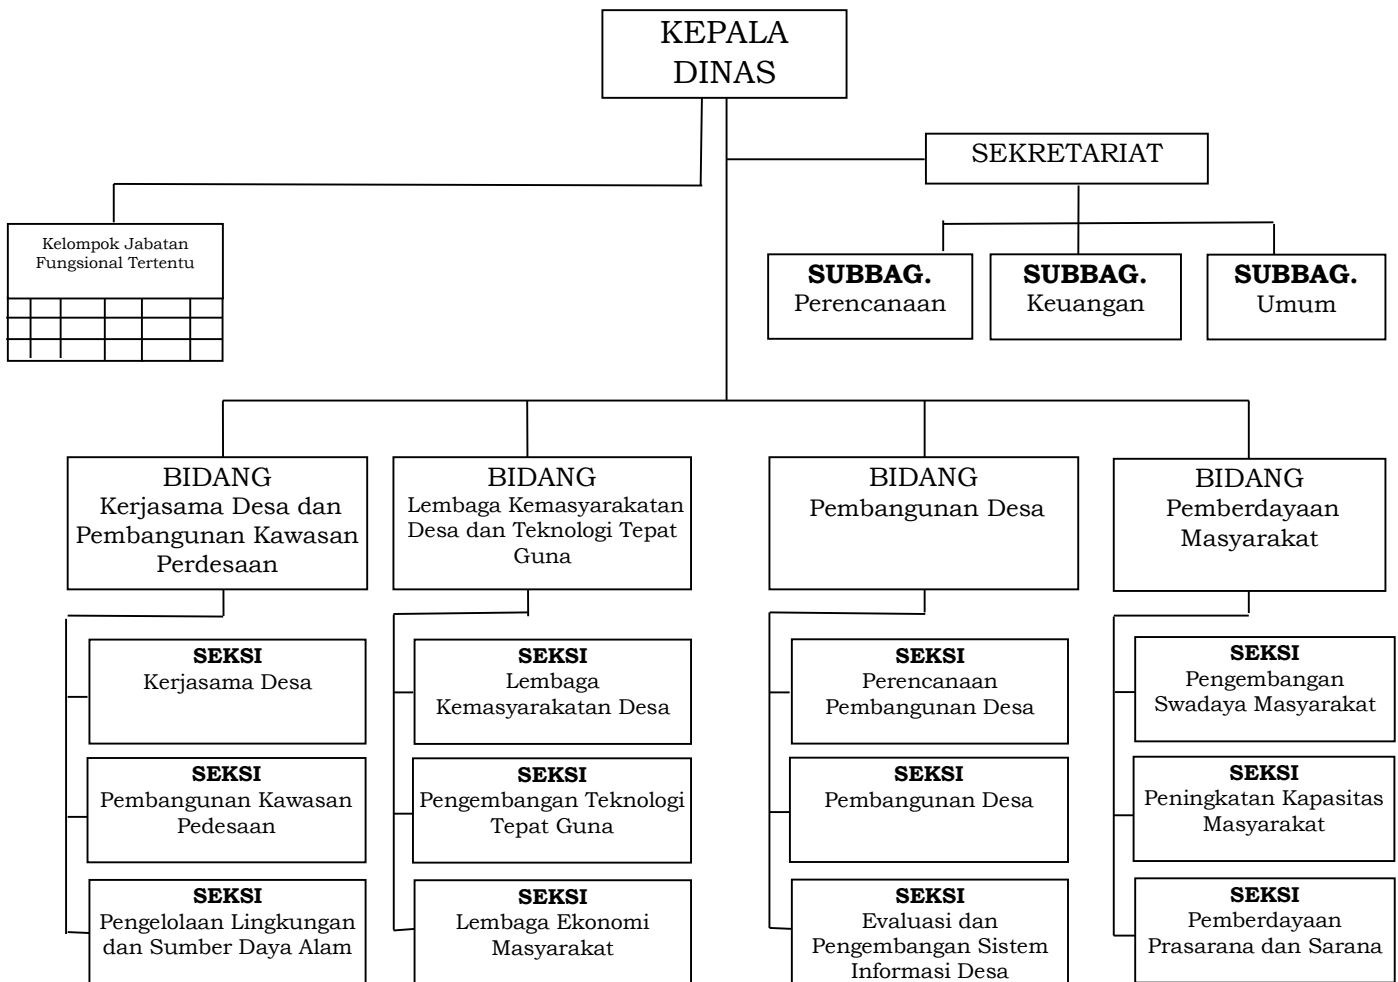 KEPALA
DINAS
SEKRETARIAT
Kelompok Jabatan
Fungsional Tertentu
SUBBAG.
Perencanaan
SUBBAG.
Keuangan
SUBBAG.
Umum
BIDANG
Kerjasama Desa dan
Pembangunan Kawasan
Perdesaan
BIDANG
Lembaga Kemasyarakatan
Desa dan Teknologi Tepat
Guna
BIDANG
Pembangunan Desa
BIDANG
Pemberdayaan
Masyarakat
SEKSI
Kerjasama Desa
SEKSI
Lembaga
Kemasyarakatan Desa
SEKSI
Perencanaan
Pembangunan Desa
SEKSI
Pengembangan
Swadaya Masyarakat
SEKSI
Pembangunan Kawasan
Pedesaan
SEKSI
Pengembangan Teknologi
Tepat Guna
SEKSI
Pembangunan Desa
SEKSI
Peningkatan Kapasitas
Masyarakat
SEKSI
Pengelolaan Lingkungan
dan Sumber Daya Alam
SEKSI
Lembaga Ekonomi
Masyarakat
SEKSI
Evaluasi dan
Pengembangan Sistem
Informasi Desa
SEKSI
Pemberdayaan
Prasarana dan Sarana